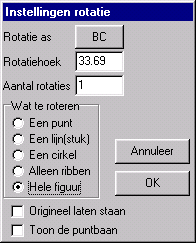 Instellingen rotatie
Rotatie as BC
Rotatiehoek 33.69
Aantal rotaties 1
Wat te roteren
Een punt
Een lijn(stuk)
Een cirkel
Alleen ribben
Hele figuur
Annuleer
OK
Origineel laten staan
Toon de puntbaan